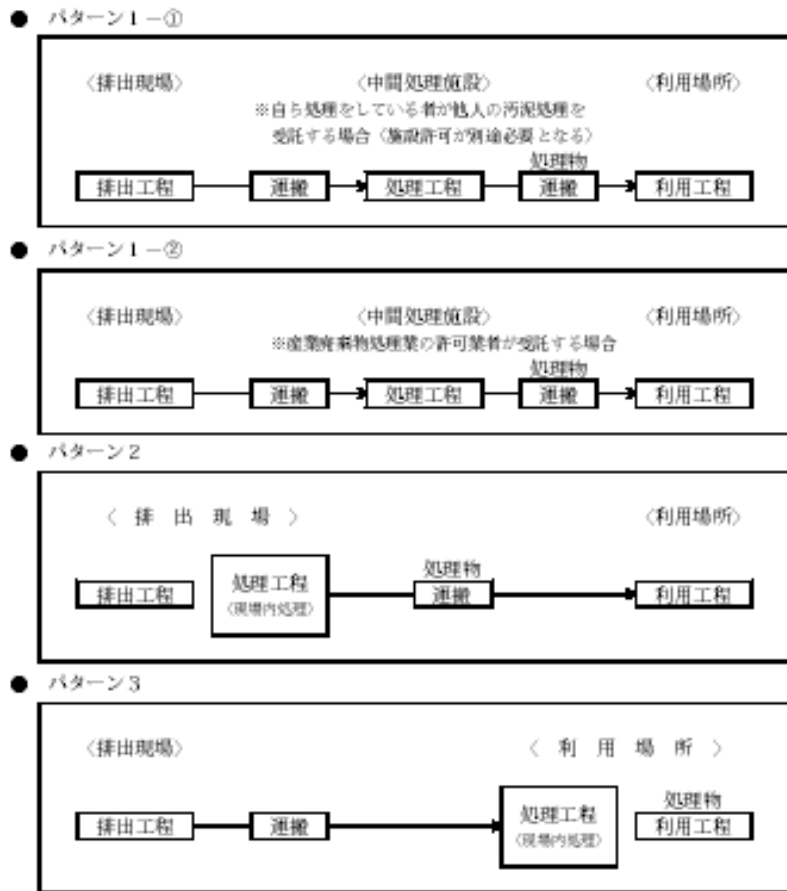 ● パターン1－①
〈排出現場〉 〈中間処理施設〉 〈利用場所〉
※自ら処理をしている者が他人の汚泥処理を
受託する場合（施設許可が別途必要となる）
処理物
排出工程 運搬 処理工程 運搬 利用工程
● パターン1－②
〈排出現場〉 〈中間処理施設〉 〈利用場所〉
※産業廃棄物処理業の許可業者が受託する場合
処理物
排出工程 運搬 処理工程 運搬 利用工程
● パターン2
〈 排 出 現 場 〉 〈利用場所〉
処理物
排出工程 処理工程 運搬 利用工程
（現場内処理）
● パターン3
〈排出現場〉 〈 利 用 場 所 〉
処理物
排出工程 運搬 処理工程 利用工程
（現場内処理）